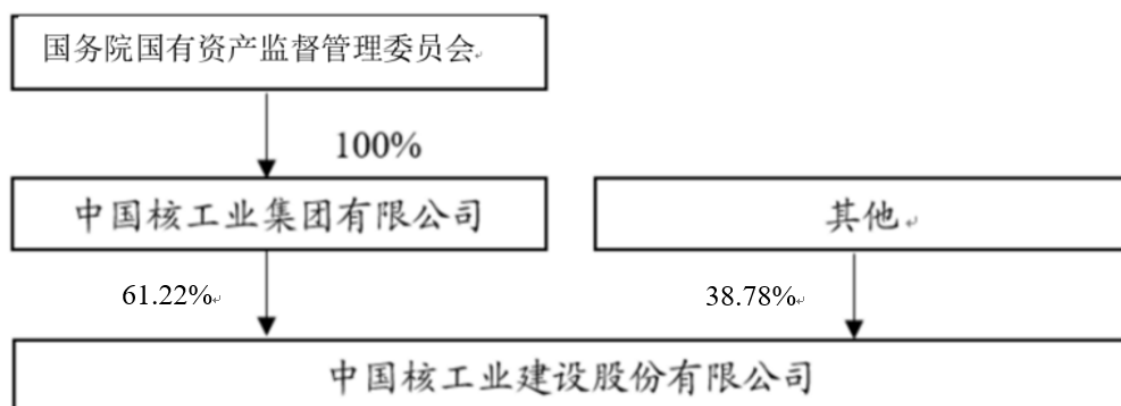 国务院国有资产监督管理委员会
100%
中国核工业集团有限公司
其他
61.22%
38.78%
中国核工业建设股份有限公司